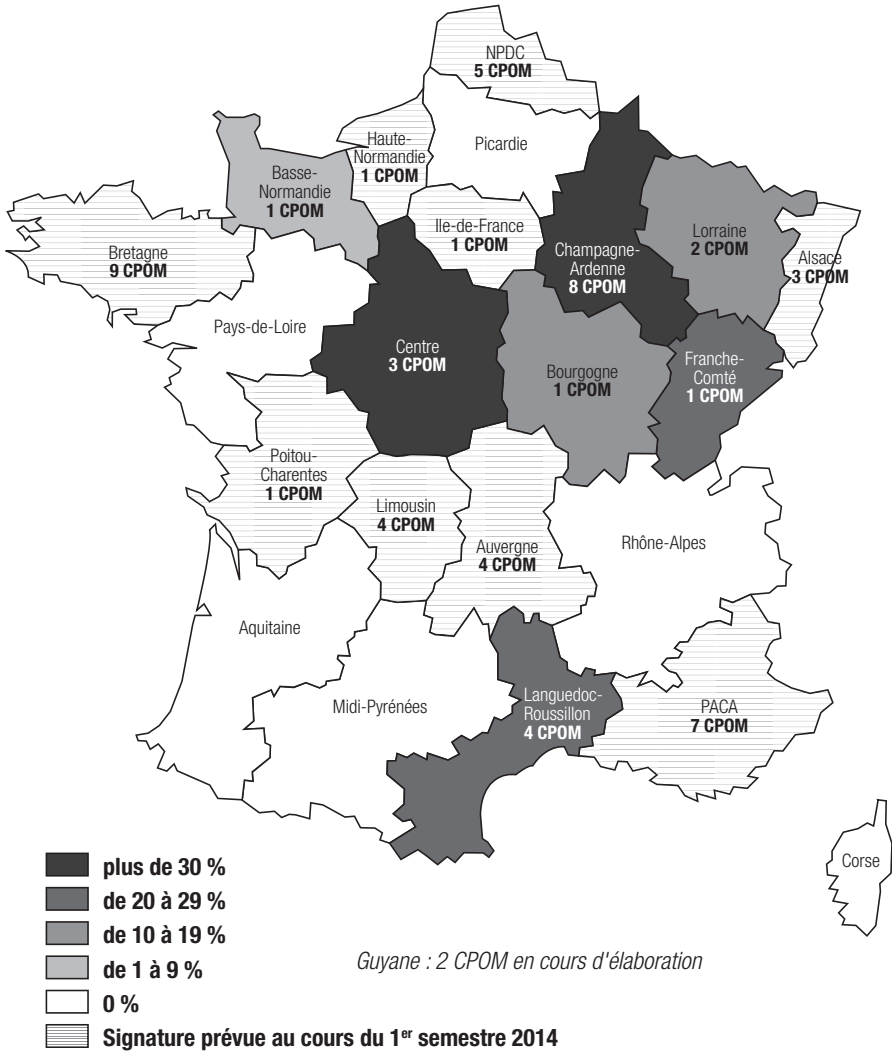 NPDC
5 CPOM
Haute-
Normandie
1 CPOM
Picardie
Basse-
Normandie
1 CPOM
Ile-de-France
1 CPOM
Champagne-
Ardenne
8 CPOM
Lorraine
2 CPOM
Alsace
3 CPOM
Bretagne
9 CPOM
Pays-de-Loire
Centre
3 CPOM
Bourgogne
1 CPOM
Franche-
Comté
1 CPOM
Poitou-
Charentes
1 CPOM
Limousin
4 CPOM
Auvergne
4 CPOM
Rhône-Alpes
Aquitaine
Midi-Pyrénées
Languedoc-
Roussillon
4 CPOM
PACA
7 CPOM
Corse
plus de 30 %
de 20 à 29 %
de 10 à 19 %
de 1 à 9 %
0 %
Signature prévue au cours du 1er semestre 2014
Guyane : 2 CPOM en cours d'élaboration